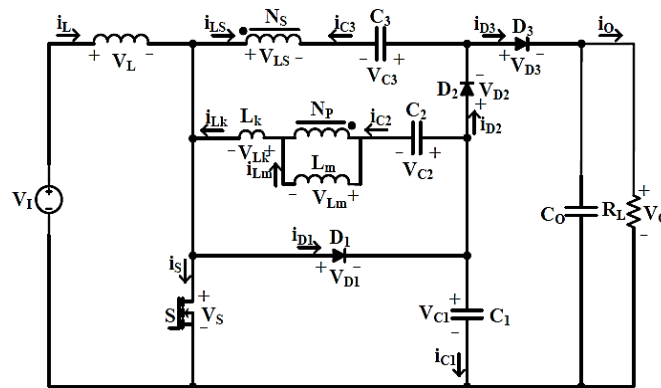 iL iLS NS iC3 C3 iD3 D3 iO
+ VL - + VLS - - VC3 + + VD3 -
D2 - VD2 +
iD2
iLk Lk NP iC2 C2
- VLk + - VC2 +
iLm Lm
- VLm +
VI
CO RL + VO -
iD1 D1
+ VD1 -
iS
S + VS -
VC1 + - C1
iC1